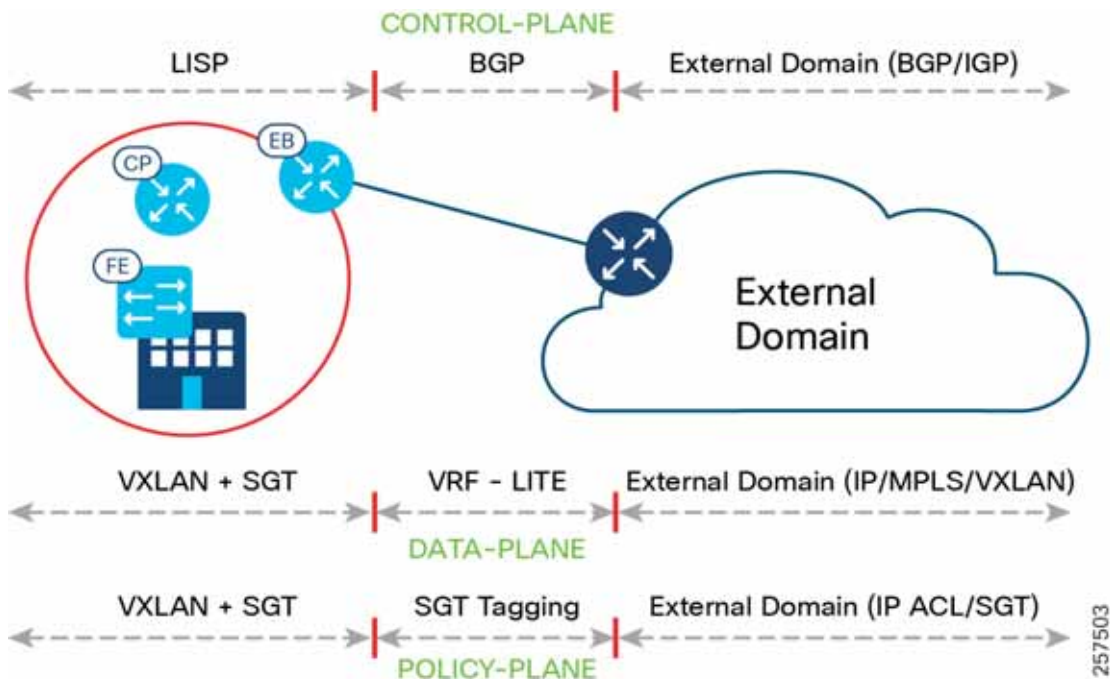 CONTROL-PLANE
LISP
BGP
External Domain (BGP/IGP)
EB
CP
FE
External
Domain
VXLAN + SGT
VRF - LITE
External Domain (IP/MPLS/VXLAN)
DATA-PLANE
VXLAN + SGT
SGT Tagging
External Domain (IP ACL/SGT)
POLICY-PLANE
257503